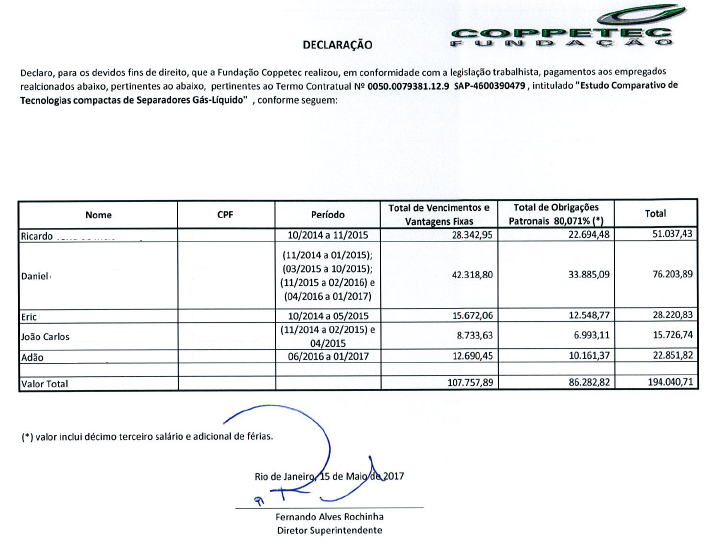 COPPETEC
FUNDAÇÃO
DECLARAÇÃO
Declaro, para os devidos fins de direito, que a Fundação Coppetec realizou, em conformidade com a legislação trabalhista, pagamentos aos empregados
realcionados abaixo, pertinentes ao abaixo, pertinentes ao Termo Contratual Nº 0050.0079381.12.9 SAP-4600390479 , intitulado "Estudo Comparativo de
Tecnologias compactas de Separadores Gás-Líquido" , conforme seguem:
Nome CPF Período Total de Vencimentos e Vantagens Fixas Total de Obrigações Patronais 80,071% (*) Total
Ricardo 10/2014 a 11/2015 28.342,95 22.694,48 51.037,43
Daniel (11/2014 a 01/2015); (03/2015 a 10/2015); (11/2015 a 02/2016) e (04/2016 a 01/2017) 42.318,80 33.885,09 76.203,89
Eric 10/2014 a 05/2015 15.672,06 12.548,77 28.220,83
João Carlos (11/2014 a 02/2015) e 04/2015 8.733,63 6.993,11 15.726,74
Adão 06/2016 a 01/2017 12.690,45 10.161,37 22.851,82
Valor Total 107.757,89 86.282,82 194.040,71
(*) valor inclui décimo terceiro salário e adicional de férias.
Rio de Janeiro, 15 de Maio de 2017
Fernando Alves Rochinha
Diretor Superintendente